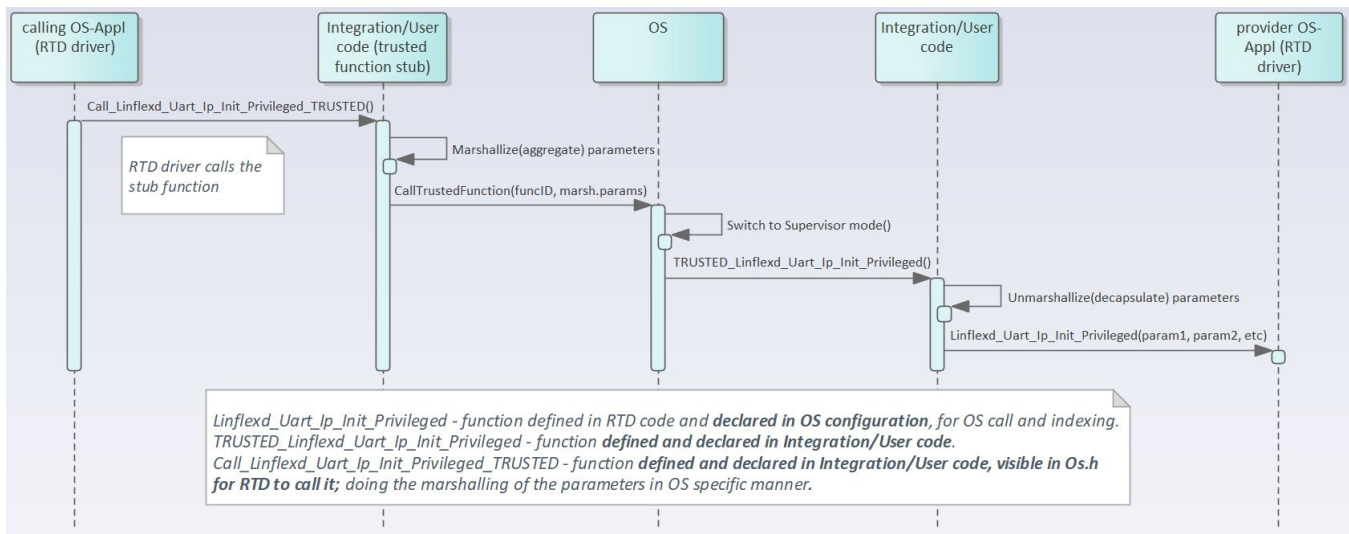 calling OS-Appl
(RTD driver)
Integration/User
code (trusted
function stub)
OS
Integration/User
code
provider OS-
Appl (RTD
driver)
Call_Linflexd_Uart_Ip_Init_Privileged_TRUSTED()
RTD driver calls the
stub function
Marshallize(aggregate) parameters
CallTrustedFunction(funcID, marsh.params)
Switch to Supervisor mode()
TRUSTED_Linflexd_Uart_Ip_Init_Privileged()
Unmarshallize(decapsulate) parameters
Linflexd_Uart_Ip_Init_Privileged(param1, param2, etc)
Linflexd_Uart_Ip_Init_Privileged - function defined in RTD code and declared in OS configuration, for OS call and indexing.
TRUSTED_Linflexd_Uart_Ip_Init_Privileged - function defined and declared in Integration/User code.
Call_Linflexd_Uart_Ip_Init_Privileged_TRUSTED - function defined and declared in Integration/User code, visible in Os.h
for RTD to call it; doing the marshalling of the parameters in OS specific manner.